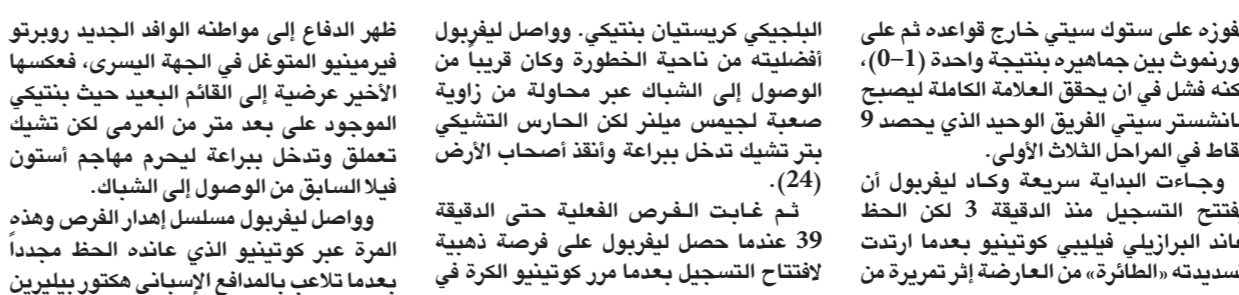 فوزه على ستوك سيتي خارج قواعده ثم على
ورنموث بين جماهيره بنتيجة واحدة (1–0)،
كنه فشل في ان يحقق العلامة الكاملة ليصبح
مانشستر سيتي الفريق الوحيد الذي يحصد 9
قاط في المراحل الثلاث الأولى.
وجاءت البداية سريعة وكاد ليفربول أن
فتتح التسجيل منذ الدقيقة 3 لكن الحظ
عاند البرازيلي فيليبي كوتينيو بعدما ارتدت
سديدته «الطائرة» من العارضة إثر تمريرة من
البلجيكي كريستيان بنتيكي. وواصل ليفربول
أفضليته من ناحية الخطورة وكان قريباً من
الوصول إلى الشباك عبر محاولة من زاوية
صعبة لجيمس ميلنر لكن الحارس التشيكي
بتر تشيك تدخل ببراعة وأنقذ أصحاب الأرض
(24).
ثم غابت الفرص الفعلية حتى الدقيقة
39 عندما حصل ليفربول على فرصة ذهبية
لافتتاح التسجيل بعدما مرر كوتينيو الكرة في
ظهر الدفاع إلى مواطنه الوافد الجديد روبرتو
فيرمينيو المتوغل في الجهة اليسرى، فعكسها
الأخير عرضية إلى القائم البعيد حيث بنتيكي
الموجود على بعد متر من المرمى لكن تشيك
تعملق وتدخل ببراعة ليحرم مهاجم أستون
فيلا السابق من الوصول إلى الشباك.
وواصل ليفربول مسلسل إهدار الفرص وهذه
المرة عبر كوتينيو الذي عانده الحظ مجدداً
بعدما تلاعب بالمدافع الإسباني هكتور بيليرين